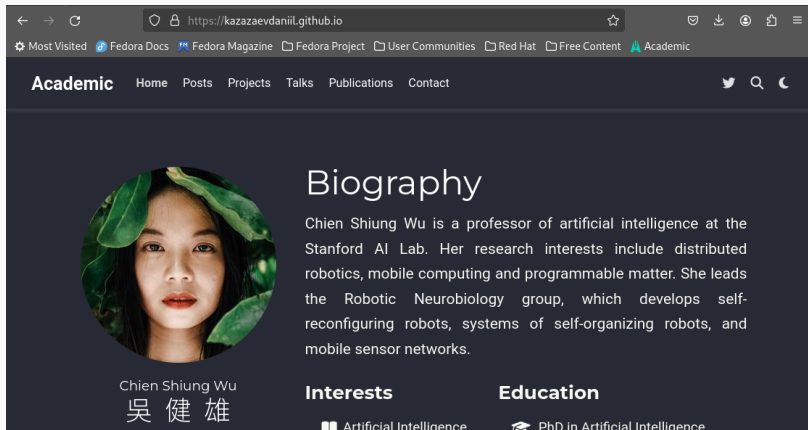 https://kazazaevdaniil.github.io
Most Visited Fedora Docs Fedora Magazine Fedora Project User Communities Red Hat Free Content Academic
Academic Home Posts Projects Talks Publications Contact
Biography
Chien Shiung Wu is a professor of artificial intelligence at the
Stanford AI Lab. Her research interests include distributed
robotics, mobile computing and programmable matter. She leads
the Robotic Neurobiology group, which develops self-
reconfiguring robots, systems of self-organizing robots, and
mobile sensor networks.
Chien Shiung Wu
吳健雄
Interests
Artificial Intelligence
Education
PhD in Artificial Intelligence